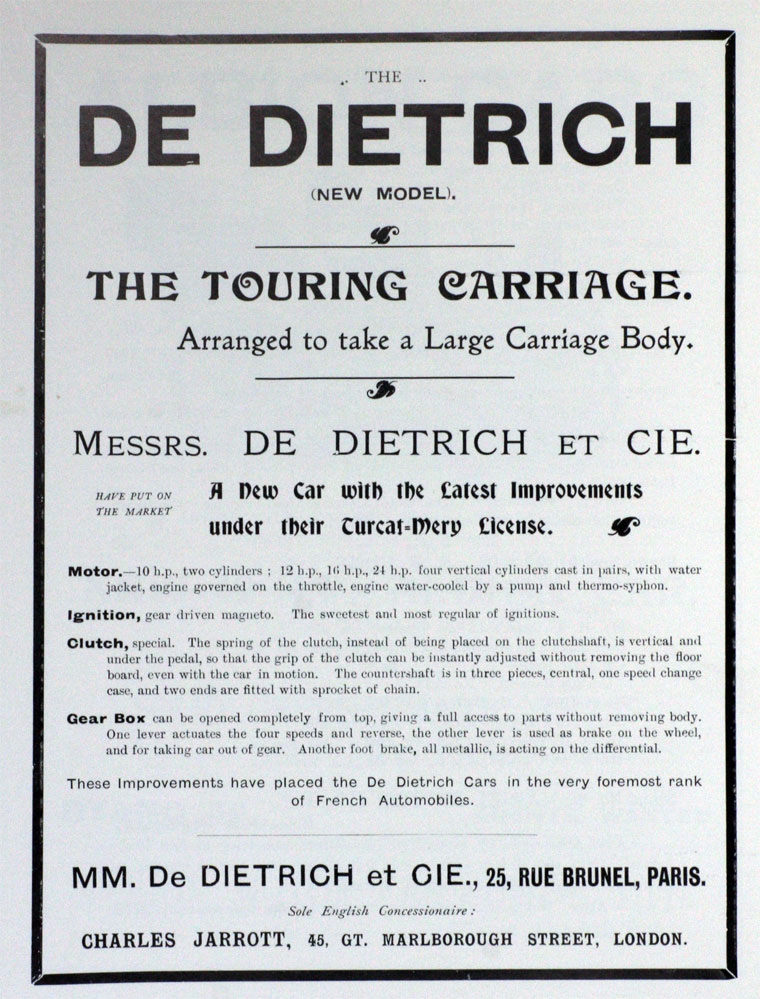 .. THE ..
DE DIETRICH
(NEW MODEL).
THE TOURING CARRIAGE.
Arranged to take a Large Carriage Body.
MESSRS. DE DIETRICH ET CIE.
HAVE PUT ON
THE MARKET
A New Car with the Latest Improvements
under their Turcat-Mery License.
Motor.—10 h.p., two cylinders ; 12 h.p., 16 h.p., 24 h.p. four vertical cylinders cast in pairs, with water
jacket, engine governed on the throttle, engine water-cooled by a pump and thermo-syphon.
Ignition, gear driven magneto. The sweetest and most regular of ignitions.
Clutch, special. The spring of the clutch, instead of being placed on the clutchshaft, is vertical and
under the pedal, so that the grip of the clutch can be instantly adjusted without removing the floor
board, even with the car in motion. The countershaft is in three pieces, central, one speed change
case, and two ends are fitted with sprocket of chain.
Gear Box can be opened completely from top, giving a full access to parts without removing body.
One lever actuates the four speeds and reverse, the other lever is used as brake on the wheel,
and for taking car out of gear. Another foot brake, all metallic, is acting on the differential.
These Improvements have placed the De Dietrich Cars in the very foremost rank
of French Automobiles.
MM. De DIETRICH et CIE., 25, RUE BRUNEL, PARIS.
Sole English Concessionaire :
CHARLES JARROTT, 45, GT. MARLBOROUGH STREET, LONDON.